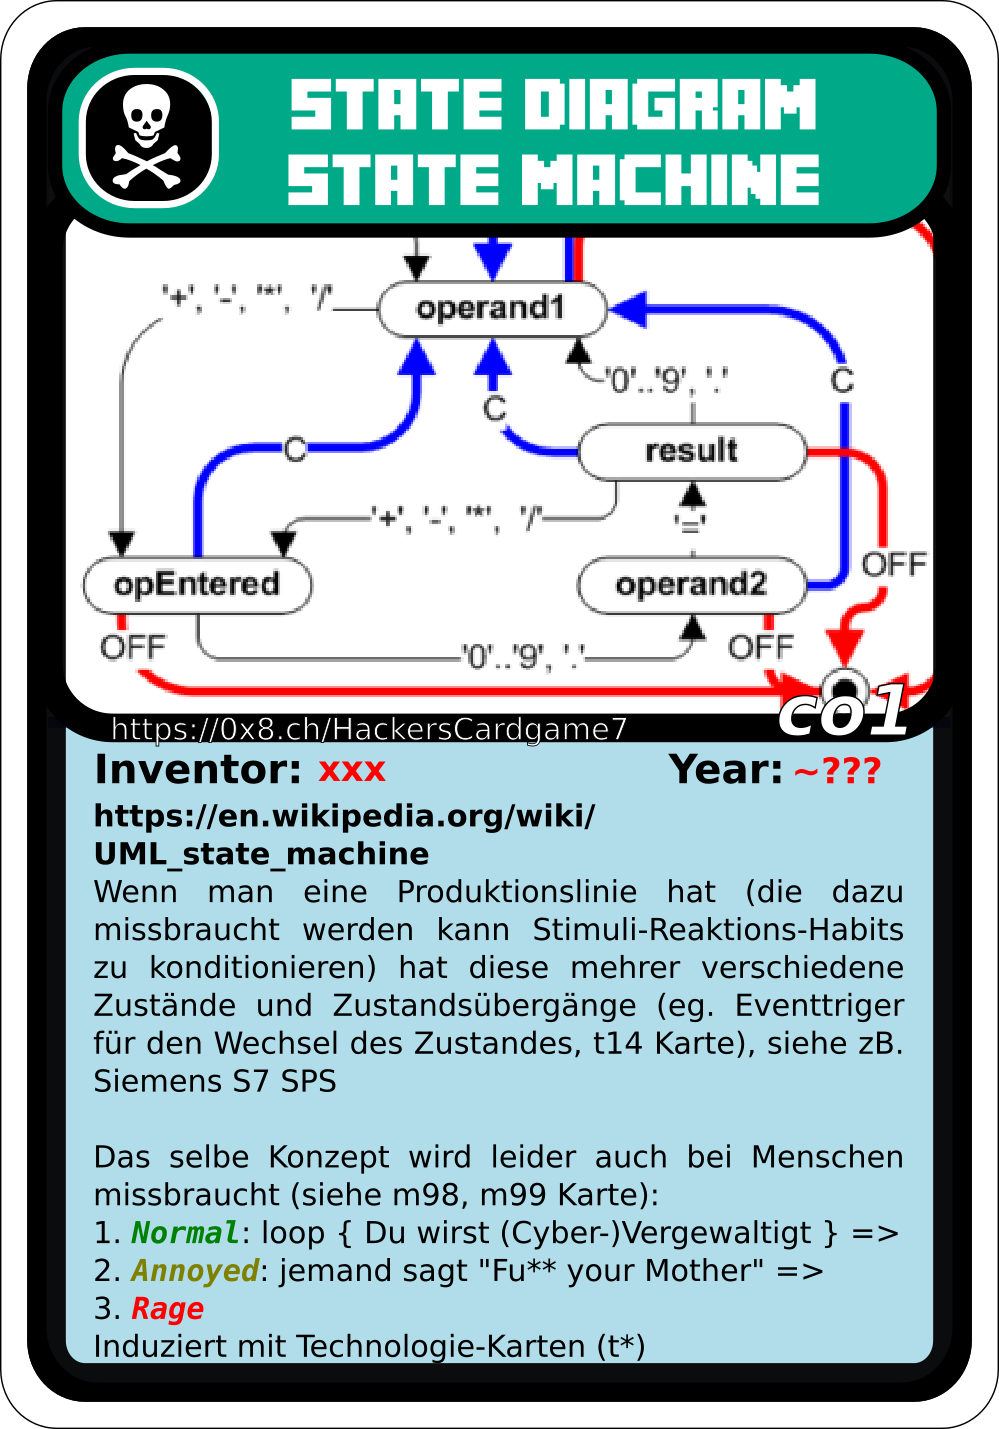 STATE DIAGRAM
STATE MACHINE
operand1
'+', '-', '*', '/'
'0'..'9', '.'
C
C
C
result
'+', '-', '*', '/'
'='
OFF
opEntered
operand2
OFF
'0'..'9', '.'
OFF
co1
https://0x8.ch/HackersCardgame7
Inventor: xxx Year: ~???
https://en.wikipedia.org/wiki/
UML_state_machine
Wenn man eine Produktionslinie hat (die dazu
missbraucht werden kann Stimuli-Reaktions-Habits
zu konditionieren) hat diese mehrer verschiedene
Zustände und Zustandsübergänge (eg. Eventtriger
für den Wechsel des Zustandes, t14 Karte), siehe zB.
Siemens S7 SPS
Das selbe Konzept wird leider auch bei Menschen
missbraucht (siehe m98, m99 Karte):
1. Normal: loop { Du wirst (Cyber-)Vergewaltigt } =>
2. Annoyed: jemand sagt "Fu** your Mother" =>
3. Rage
Induziert mit Technologie-Karten (t*)